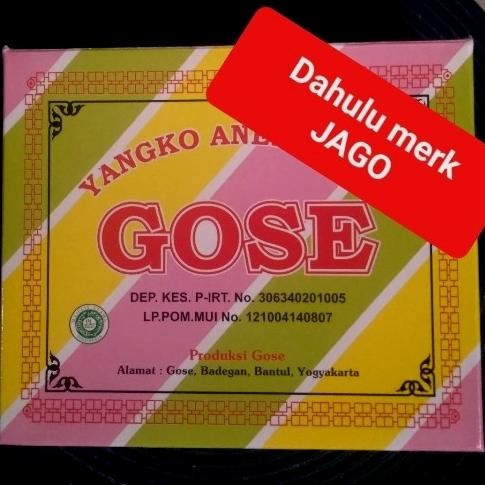 Dahulu merk
JAGO
YANGKO
GOSE
DEP. KES. P-IRT. No. 306340201005
LP.POM.MUI No. 121004140807
Produksi Gose
Alamat : Gose, Badegan, Bantul, Yogyakarta